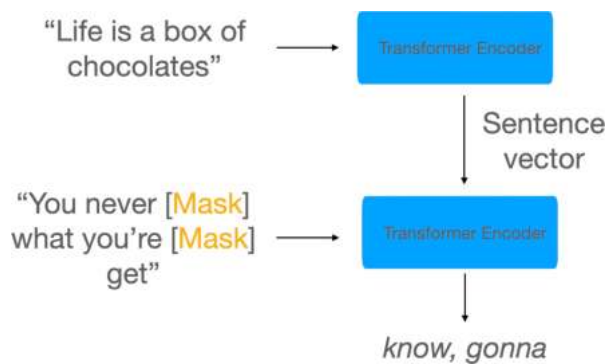 “Life is a box of
chocolates”
Transformer Encoder
Sentence
vector
“You never [Mask]
what you’re [Mask]
get”
Transformer Encoder
know, gonna